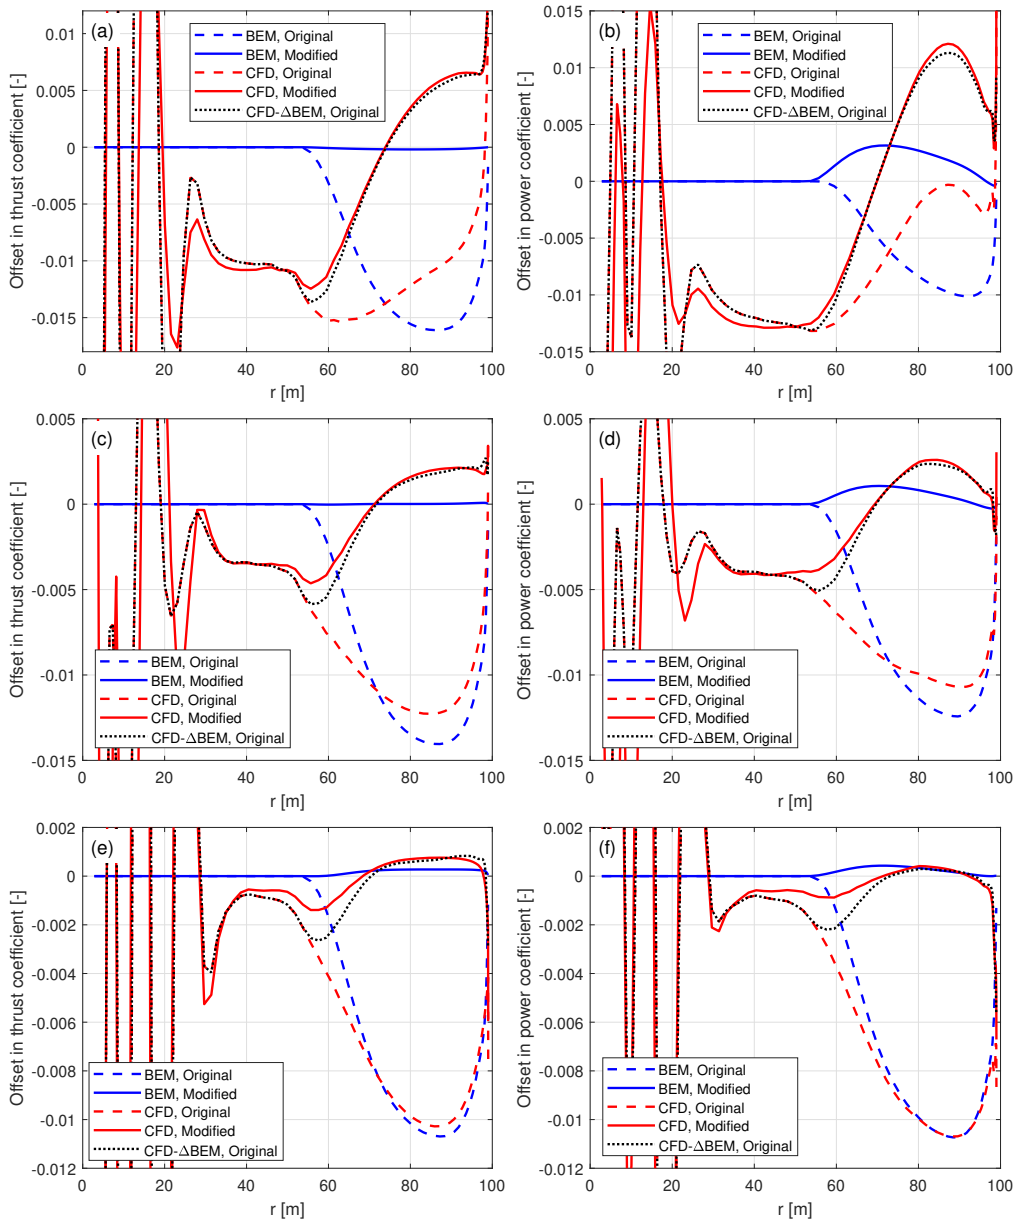 (a)
BEM, Original
BEM, Modified
CFD, Original
CFD, Modified
CFD-ΔBEM, Original
0.01
0.005
0
-0.005
-0.01
-0.015
Offset in thrust coefficient [-]
0 20 40 60 80 100
r [m]
(b)
BEM, Original
BEM, Modified
CFD, Original
CFD, Modified
CFD-ΔBEM, Original
0.015
0.01
0.005
0
-0.005
-0.01
-0.015
Offset in power coefficient [-]
0 20 40 60 80 100
r [m]
(c)
0.005
0
-0.005
-0.01
-0.015
Offset in thrust coefficient [-]
BEM, Original
BEM, Modified
CFD, Original
CFD, Modified
CFD-ΔBEM, Original
0 20 40 60 80 100
r [m]
(d)
0.005
0
-0.005
-0.01
-0.015
Offset in power coefficient [-]
BEM, Original
BEM, Modified
CFD, Original
CFD, Modified
CFD-ΔBEM, Original
0 20 40 60 80 100
r [m]
(e)
0.002
0
-0.002
-0.004
-0.006
-0.008
-0.01
-0.012
Offset in thrust coefficient [-]
BEM, Original
BEM, Modified
CFD, Original
CFD, Modified
CFD-ΔBEM, Original
0 20 40 60 80 100
r [m]
(f)
0.002
0
-0.002
-0.004
-0.006
-0.008
-0.01
-0.012
Offset in power coefficient [-]
BEM, Original
BEM, Modified
CFD, Original
CFD, Modified
CFD-ΔBEM, Original
0 20 40 60 80 100
r [m]